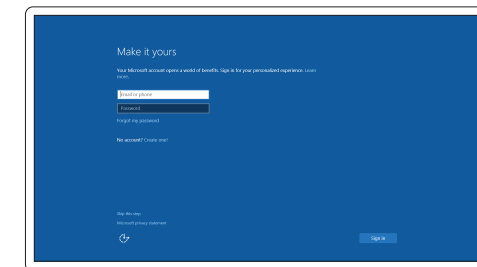 Make it yours
Your Microsoft account opens a world of benefits. Sign in for your personalized experience. Learn
more.
Email or phone
Password
Forgot my password
No account? Create one!
Skip this step
Microsoft privacy statement
Sign in